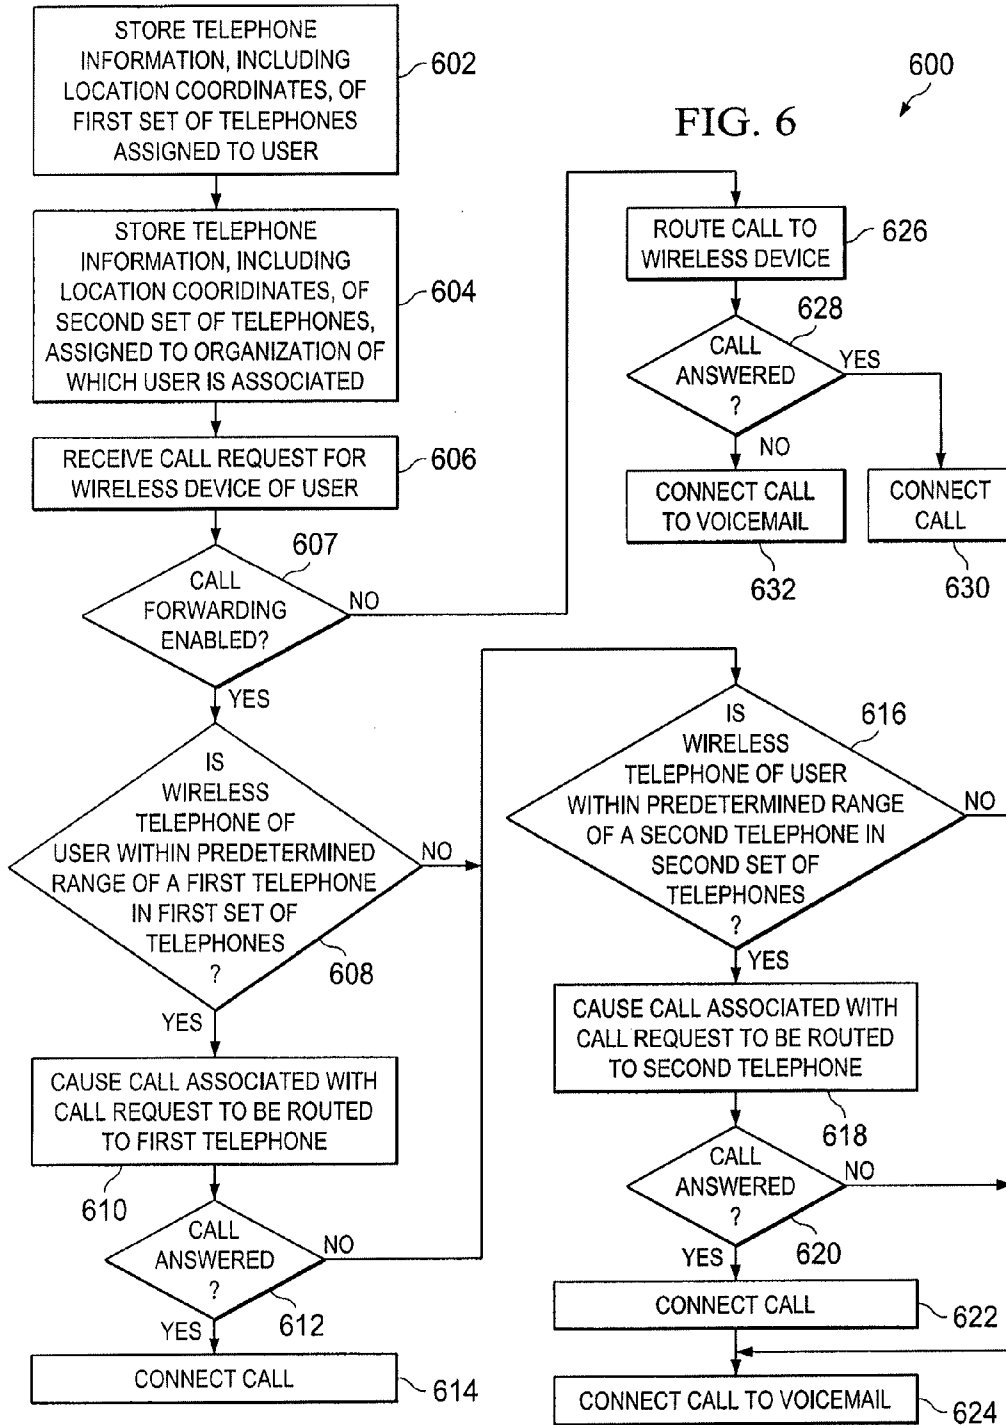 STORE TELEPHONE
INFORMATION, INCLUDING
LOCATION COORDINATES, OF
FIRST SET OF TELEPHONES
ASSIGNED TO USER
602
STORE TELEPHONE
INFORMATION, INCLUDING
LOCATION COORIDINATES, OF
SECOND SET OF TELEPHONES,
ASSIGNED TO ORGANIZATION OF
WHICH USER IS ASSOCIATED
604
RECEIVE CALL REQUEST FOR
WIRELESS DEVICE OF USER
606
607
CALL
FORWARDING
ENABLED?
NO
YES
IS
WIRELESS
TELEPHONE OF
USER WITHIN PREDETERMINED
RANGE OF A FIRST TELEPHONE
IN FIRST SET OF
TELEPHONES
?
NO
608
YES
CAUSE CALL ASSOCIATED WITH
CALL REQUEST TO BE ROUTED
TO FIRST TELEPHONE
610
CALL
ANSWERED
?
NO
612
YES
CONNECT CALL
614
600
FIG. 6
ROUTE CALL TO
WIRELESS DEVICE
626
628
CALL
ANSWERED
?
YES
NO
CONNECT CALL
TO VOICEMAIL
632
CONNECT
CALL
630
616
IS
WIRELESS
TELEPHONE OF USER
WITHIN PREDETERMINED RANGE
OF A SECOND TELEPHONE IN
SECOND SET OF
TELEPHONES
?
NO
YES
CAUSE CALL ASSOCIATED WITH
CALL REQUEST TO BE ROUTED
TO SECOND TELEPHONE
618
CALL
ANSWERED
?
NO
620
YES
CONNECT CALL
622
CONNECT CALL TO VOICEMAIL
624